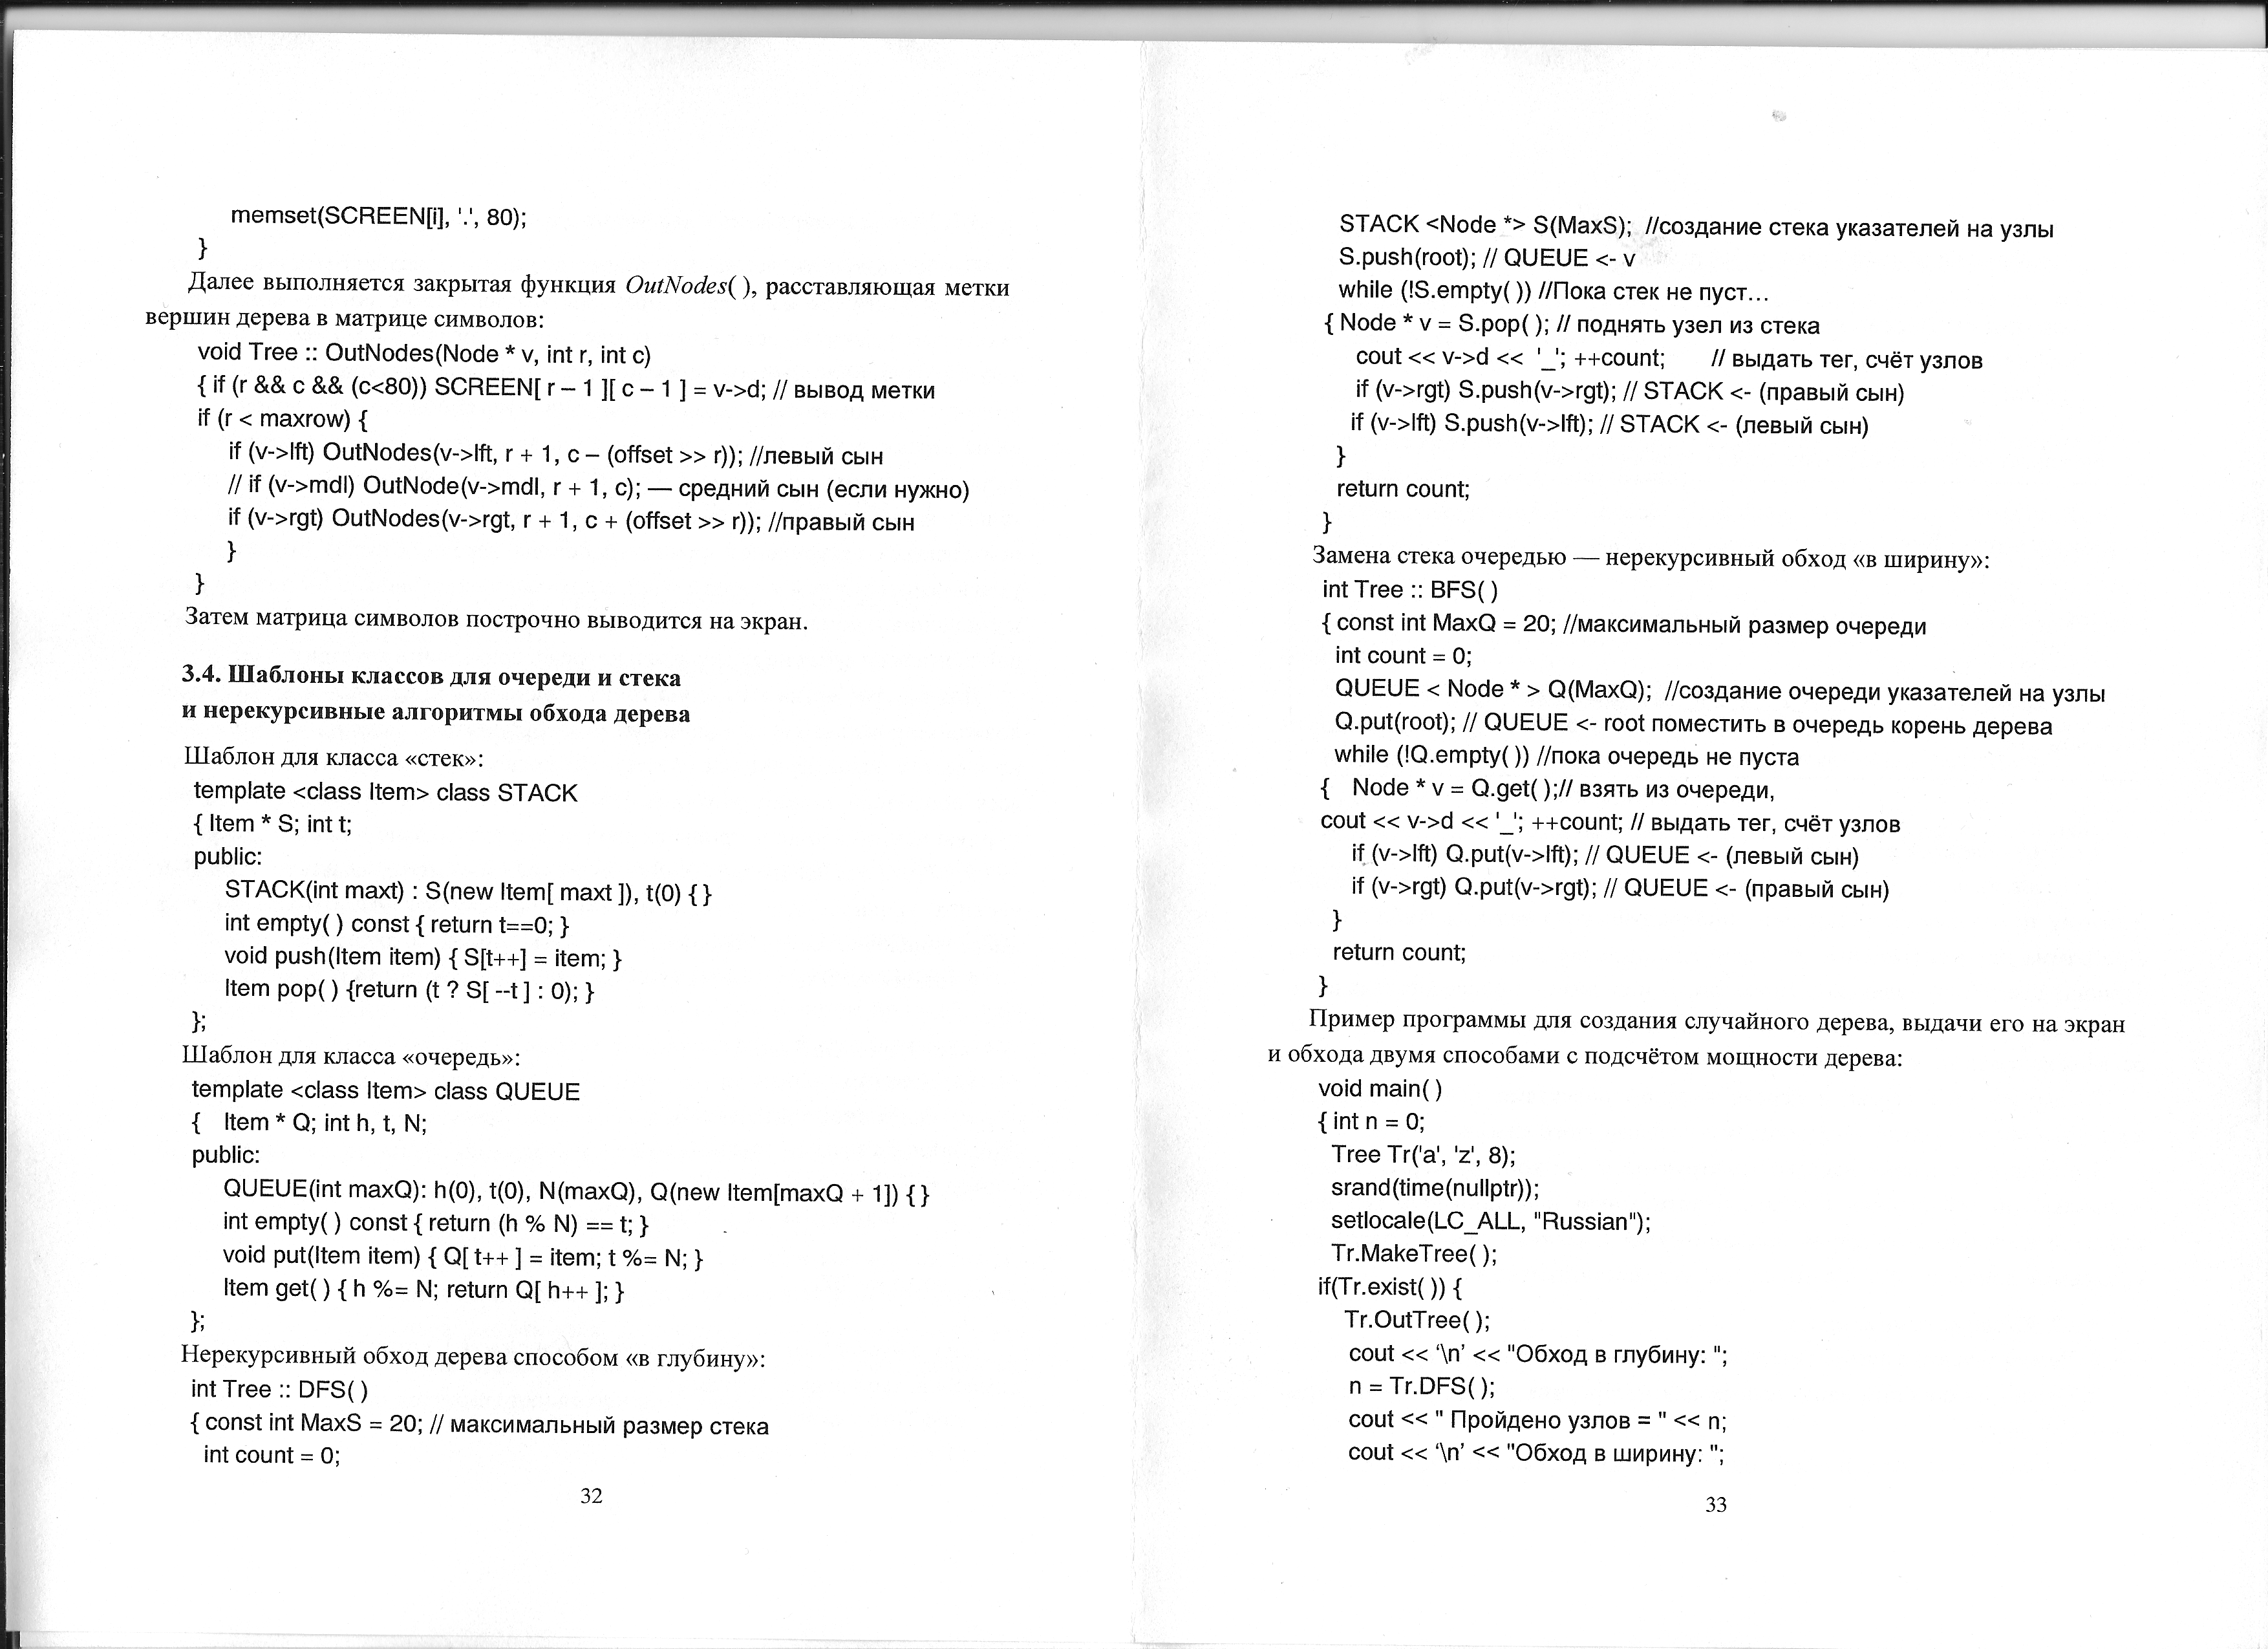 memset(SCREEN[i], '.', 80);
}
Далее выполняется закрытая функция OutNodes( ), расставляющая метки
вершин дерева в матрице символов:
void Tree :: OutNodes(Node * v, int r, int c)
{ if (r && c && (c<80)) SCREEN[ r – 1 ][ c – 1 ] = v->d; // вывод метки
if (r < maxrow) {
if (v->lft) OutNodes(v->lft, r + 1, c – (offset >> r)); //левый сын
// if (v->mdl) OutNode(v->mdl, r + 1, c); — средний сын (если нужно)
if (v->rgt) OutNodes(v->rgt, r + 1, c + (offset >> r)); //правый сын
}
}
Затем матрица символов построчно выводится на экран.
3.4. Шаблоны классов для очереди и стека
и нерекурсивные алгоритмы обхода дерева
Шаблон для класса «стек»:
template <class Item> class STACK
{ Item * S; int t;
public:
STACK(int maxt) : S(new Item[ maxt ]), t(0) { }
int empty( ) const { return t==0; }
void push(Item item) { S[t++] = item; }
Item pop( ) {return (t ? S[ --t ] : 0); }
};
Шаблон для класса «очередь»:
template <class Item> class QUEUE
{ Item * Q; int h, t, N;
public:
QUEUE(int maxQ): h(0), t(0), N(maxQ), Q(new Item[maxQ + 1]) { }
int empty( ) const { return (h % N) == t; }
void put(Item item) { Q[ t++ ] = item; t %= N; }
Item get( ) { h %= N; return Q[ h++ ]; }
};
Нерекурсивный обход дерева способом «в глубину»:
int Tree :: DFS( )
{ const int MaxS = 20; // максимальный размер стека
int count = 0;
32
STACK <Node *> S(MaxS); //создание стека указателей на узлы
S.push(root); // QUEUE <- v
while (!S.empty( )) //Пока стек не пуст…
{ Node * v = S.pop( ); // поднять узел из стека
cout << v->d << '_'; ++count; // выдать тег, счёт узлов
if (v->rgt) S.push(v->rgt); // STACK <- (правый сын)
if (v->lft) S.push(v->lft); // STACK <- (левый сын)
}
return count;
}
Замена стека очередью — нерекурсивный обход «в ширину»:
int Tree :: BFS( )
{ const int MaxQ = 20; //максимальный размер очереди
int count = 0;
QUEUE < Node * > Q(MaxQ); //создание очереди указателей на узлы
Q.put(root); // QUEUE <- root поместить в очередь корень дерева
while (!Q.empty( )) //пока очередь не пуста
{ Node * v = Q.get( );// взять из очереди,
cout << v->d << '_'; ++count; // выдать тег, счёт узлов
if (v->lft) Q.put(v->lft); // QUEUE <- (левый сын)
if (v->rgt) Q.put(v->rgt); // QUEUE <- (правый сын)
}
return count;
}
Пример программы для создания случайного дерева, выдачи его на экран
и обхода двумя способами с подсчётом мощности дерева:
void main( )
{ int n = 0;
Tree Tr('a', 'z', 8);
srand(time(nullptr));
setlocale(LC_ALL, "Russian");
Tr.MakeTree( );
if(Tr.exist( )) {
Tr.OutTree( );
cout << ‘\n’ << "Обход в глубину: ";
n = Tr.DFS( );
cout << " Пройдено узлов = " << n;
cout << ‘\n’ << "Обход в ширину: ";
33